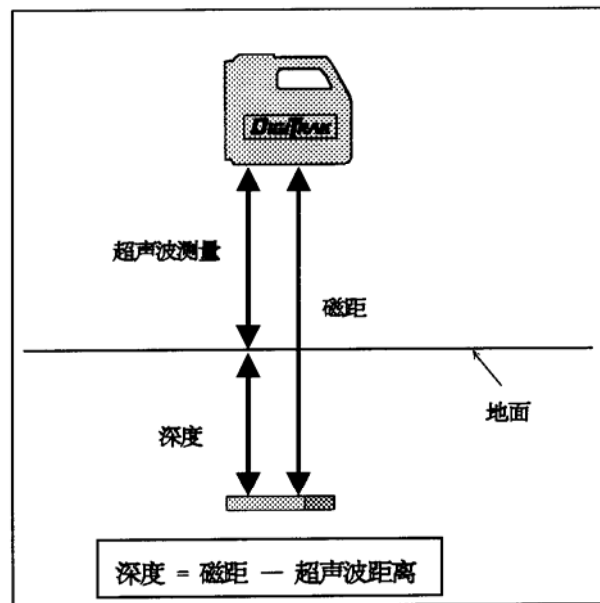 DigiTrak
超声波测量
磁距
地面
深度
深度 = 磁距 — 超声波距离